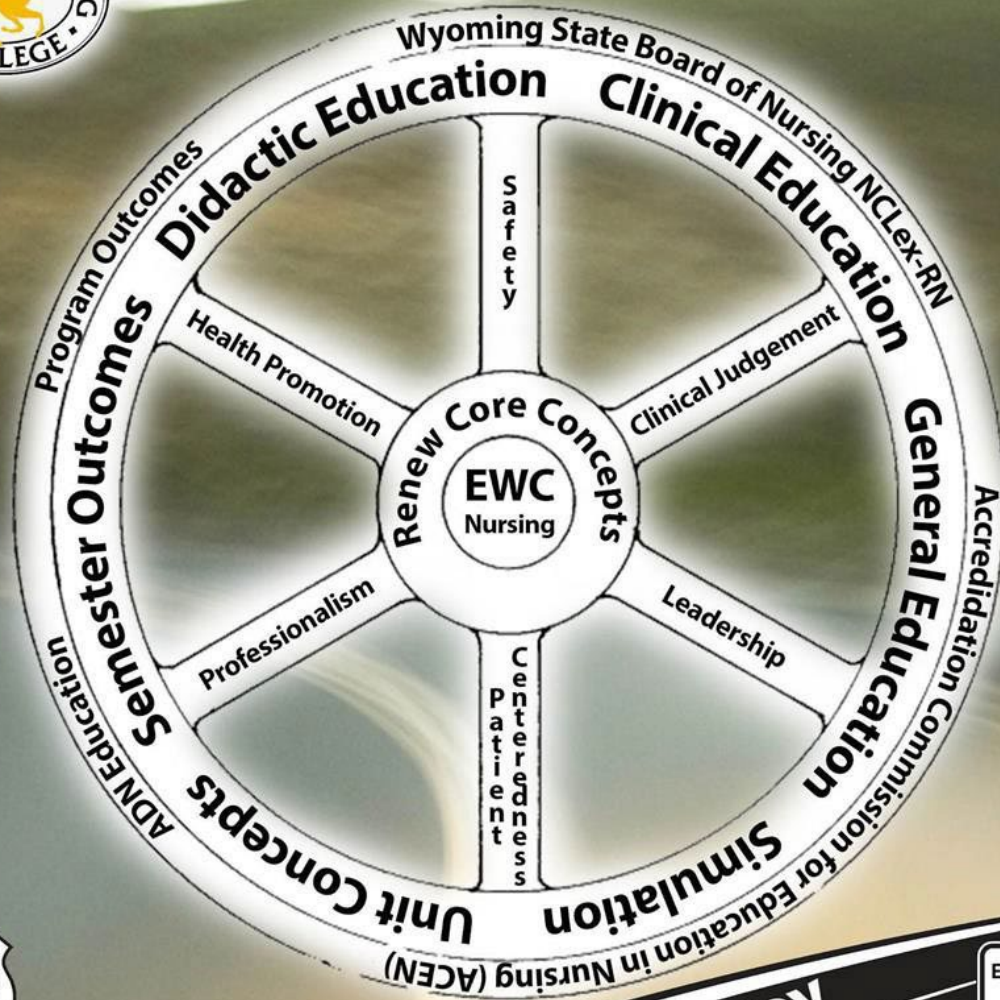 LEGE
G
Wyoming State Board of Nursing NCLex-RN
Accredidation Commission for Education in Nursing (ACEN)
ADN Education
Program Outcomes
Didactic Education
Clinical Education
General Education
Simulation
Unit Concepts
Semester Outcomes
Safety
Clinical Judgement
Leadership
Patient
Centeredness
Professionalism
Health Promotion
Renew Core Concepts
EWC
Nursing